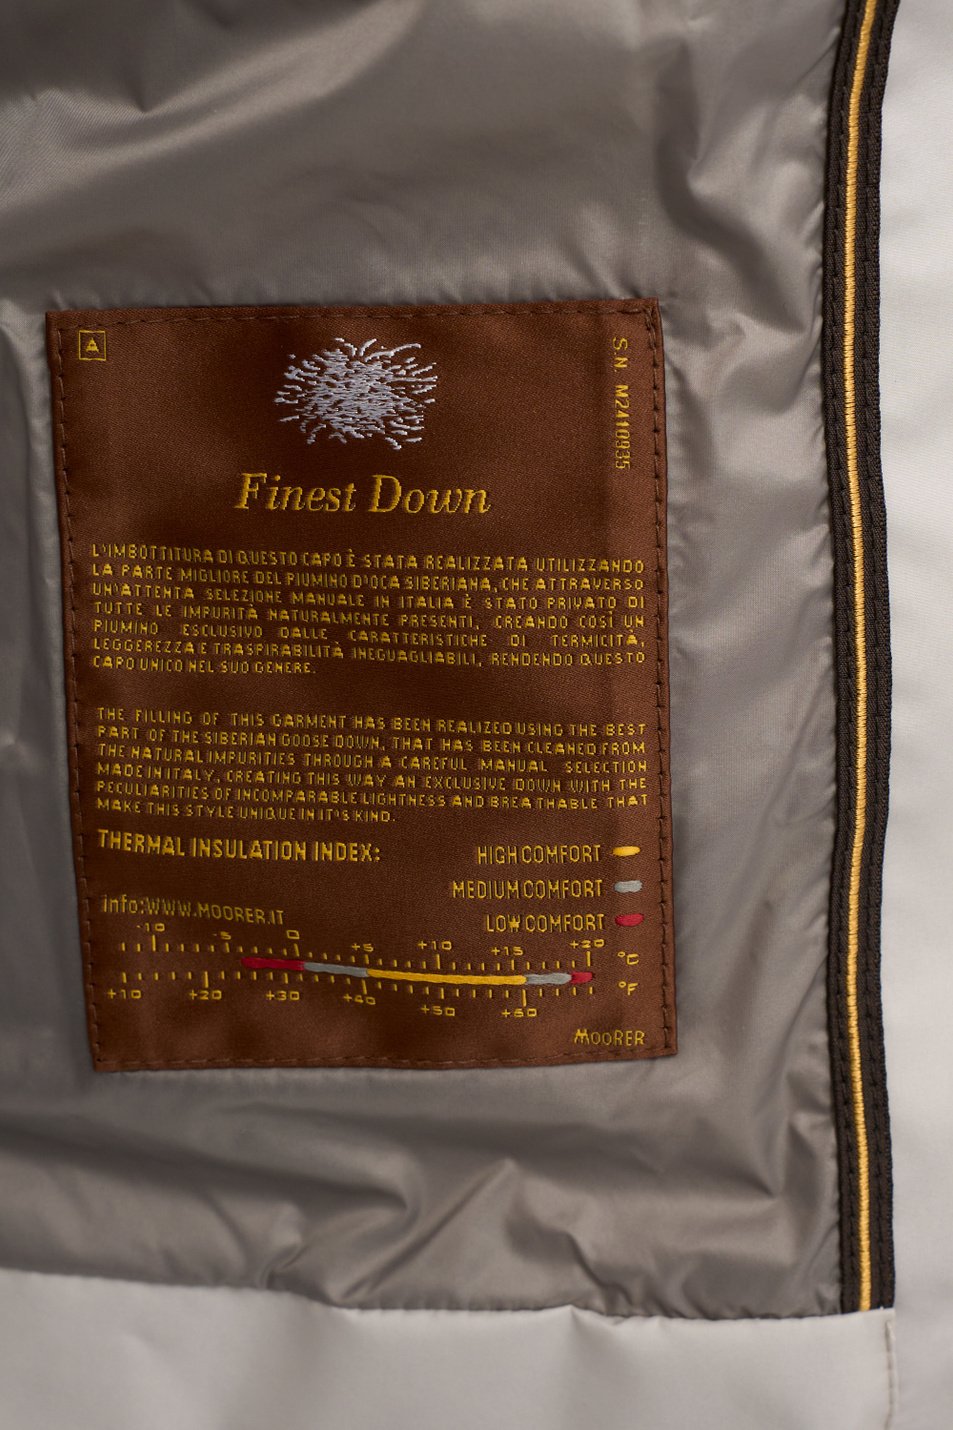 A
S.N. M2410935
Finest Down
L'IMBOTTITURA DI QUESTO CAPO È STATA REALIZZATA UTILIZZANDO
LA PARTE MIGLIORE DEL PIUMINO D'OCA SIBERIANA, CHE ATTRAVERSO
UN'ATTENTA SELEZIONE MANUALE IN ITALIA È STATO PRIVATO DI
TUTTE LE IMPURITÀ NATURALMENTE PRESENTI, CREANDO COSÌ UN
PIUMINO ESCLUSIVO DALLE CARATTERISTICHE DI TERMICITÀ,
LEGGEREZZA E TRASPIRABILITÀ INEGUAGLIABILI, RENDENDO QUESTO
CAPO UNICO NEL SUO GENERE.
THE FILLING OF THIS GARMENT HAS BEEN REALIZED USING THE BEST
PART OF THE SIBERIAN GOOSE DOWN, THAT HAS BEEN CLEANED FROM
THE NATURAL IMPURITIES THROUGH A CAREFUL MANUAL SELECTION
MADE IN ITALY, CREATING THIS WAY AN EXCLUSIVE DOWN WITH THE
PECULIARITIES OF INCOMPARABLE LIGHTNESS AND BREATHABLE THAT
MAKE THIS STYLE UNIQUE IN IT'S KIND.
THERMAL INSULATION INDEX:
HIGH COMFORT
MEDIUM COMFORT
LOW COMFORT
info:WWW.MOORER.IT
-10 -5 0 +5 +10 +15 +20 °C
+10 +20 +30 +40 +50 +60 °F
MOORER